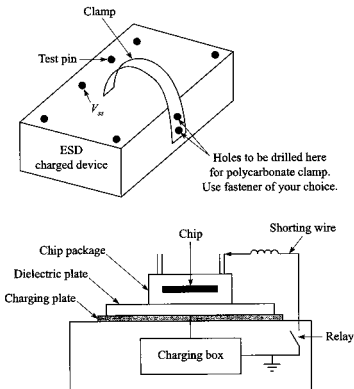 Clamp
Test pin
Vss
ESD
charged device
Holes to be drilled here
for polycarbonate clamp.
Use fastener of your choice.
Chip
Shorting wire
Chip package
Dielectric plate
Charging plate
Relay
Charging box